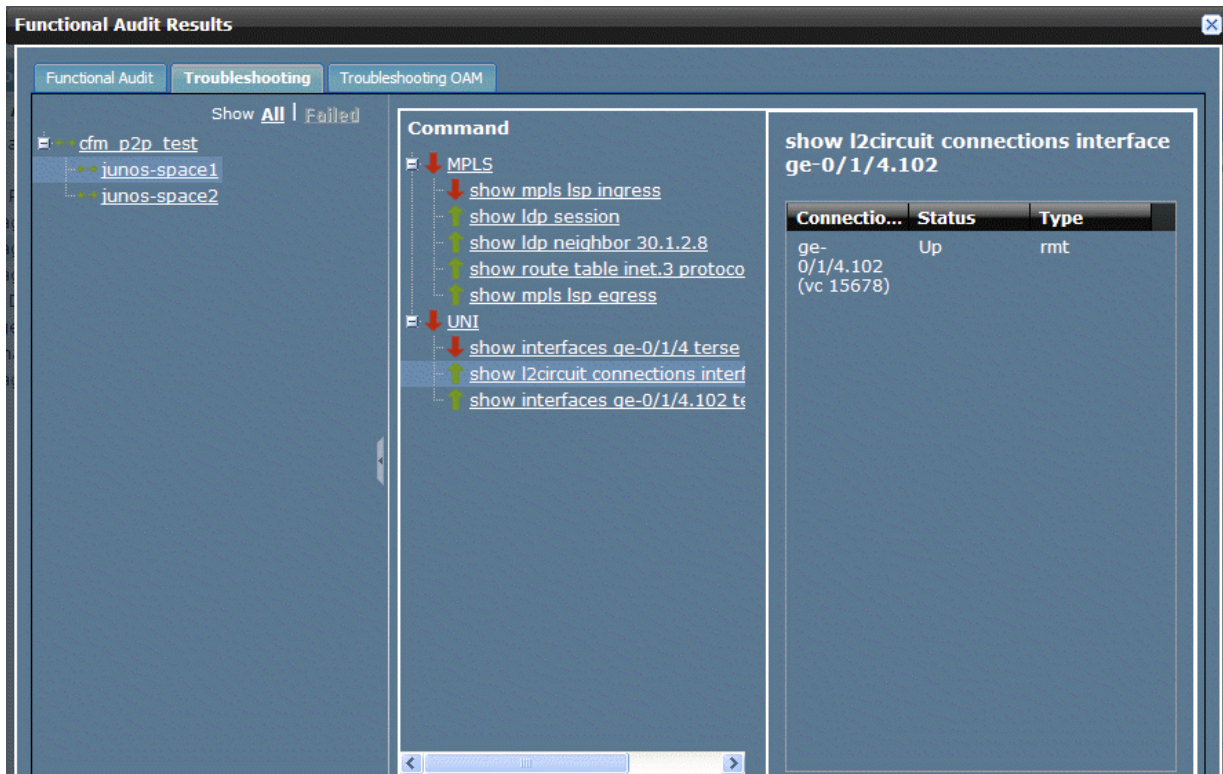 Functional Audit Results
Functional Audit
Troubleshooting
Troubleshooting OAM
Show All | Failed
cfm_p2p_test
junos-space1
junos-space2
Command
MPLS
show mpls lsp ingress
show ldp session
show ldp neighbor 30.1.2.8
show route table inet.3 protoco
show mpls lsp egress
UNI
show interfaces ge-0/1/4 terse
show l2circuit connections interf
show interfaces ge-0/1/4.102 te
show l2circuit connections interface
ge-0/1/4.102
Connectio... Status Type
ge- Up rmt
0/1/4.102
(vc 15678)